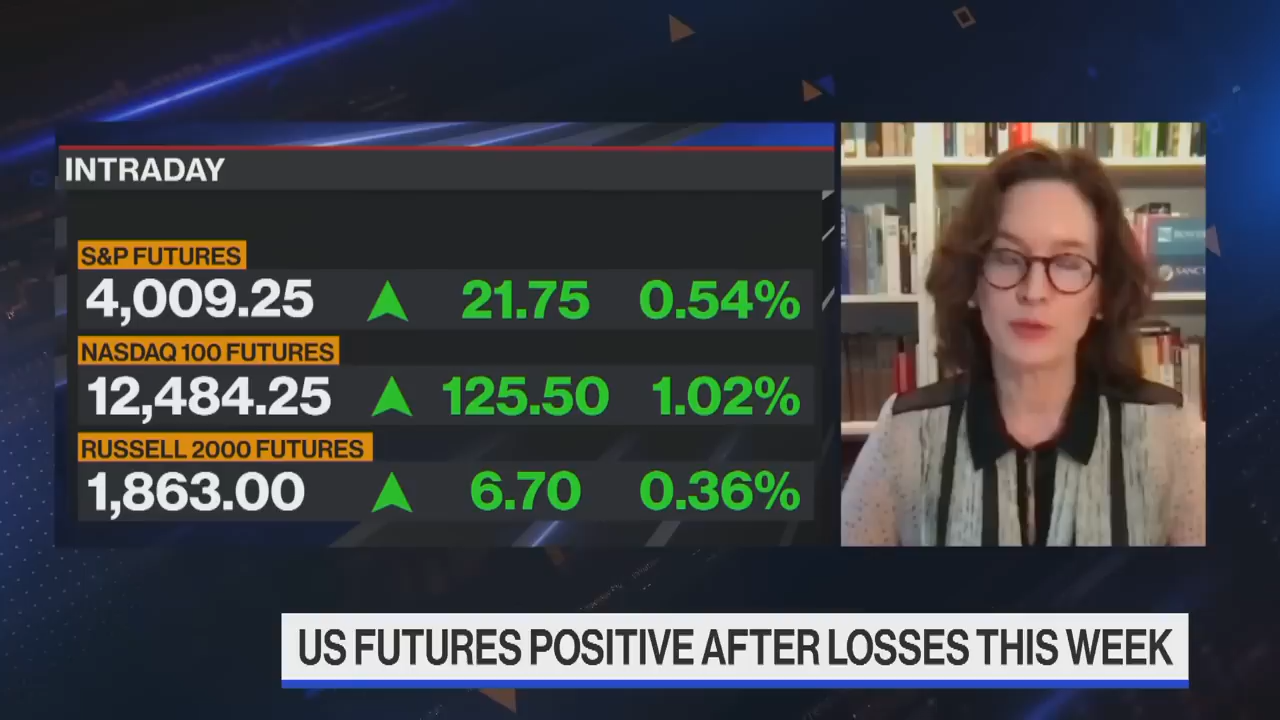 INTRADAY
S&P FUTURES
4,009.25 21.75 0.54%
NASDAQ 100 FUTURES
12,484.25 125.50 1.02%
RUSSELL 2000 FUTURES
1,863.00 6.70 0.36%
US FUTURES POSITIVE AFTER LOSSES THIS WEEK